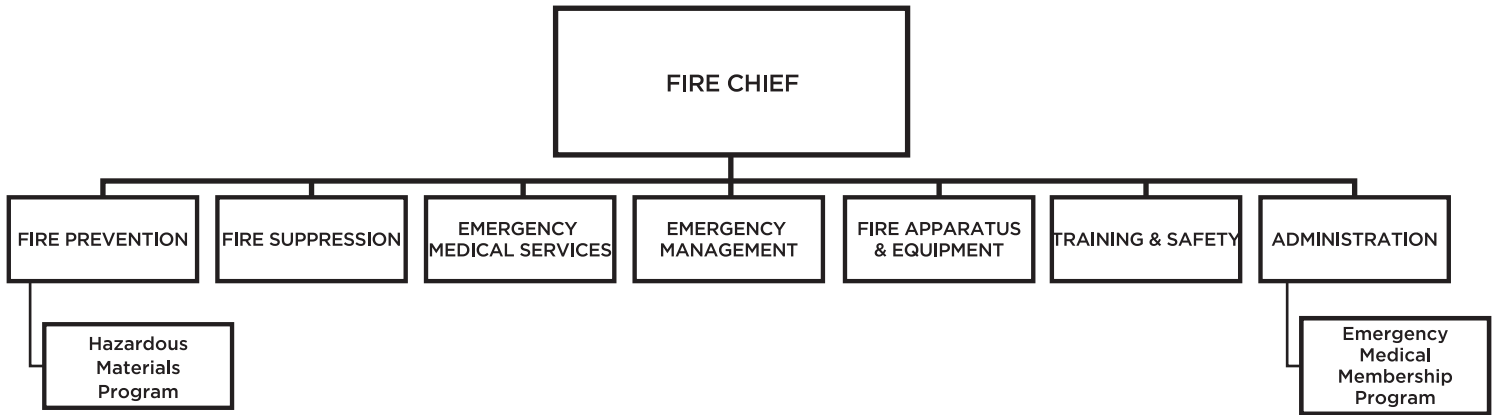 FIRE CHIEF
FIRE PREVENTION
FIRE SUPPRESSION
EMERGENCY
MEDICAL SERVICES
EMERGENCY
MANAGEMENT
FIRE APPARATUS
& EQUIPMENT
TRAINING & SAFETY
ADMINISTRATION
Hazardous
Materials
Program
Emergency
Medical
Membership
Program